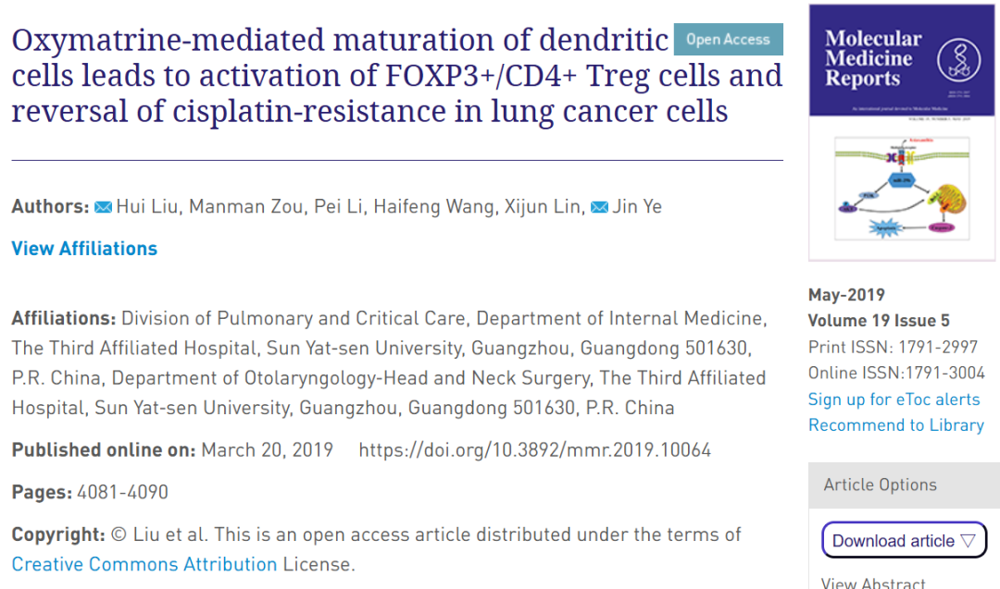 Oxymatrine-mediated maturation of dendritic
Open Access
cells leads to activation of FOXP3+/CD4+ Treg cells and
reversal of cisplatin-resistance in lung cancer cells
Authors: Hui Liu, Manman Zou, Pei Li, Haifeng Wang, Xijun Lin, Jin Ye
View Affiliations
Affiliations: Division of Pulmonary and Critical Care, Department of Internal Medicine,
The Third Affiliated Hospital, Sun Yat-sen University, Guangzhou, Guangdong 501630,
P.R. China, Department of Otolaryngology-Head and Neck Surgery, The Third Affiliated
Hospital, Sun Yat-sen University, Guangzhou, Guangdong 501630, P.R. China
Published online on: March 20, 2019 https://doi.org/10.3892/mmr.2019.10064
Pages: 4081-4090
Copyright: © Liu et al. This is an open access article distributed under the terms of
Creative Commons Attribution License.
Molecular
Medicine
Reports
May-2019
Volume 19 Issue 5
Print ISSN: 1791-2997
Online ISSN:1791-3004
Sign up for eToc alerts
Recommend to Library
Article Options
Download article ▽
View Abstract